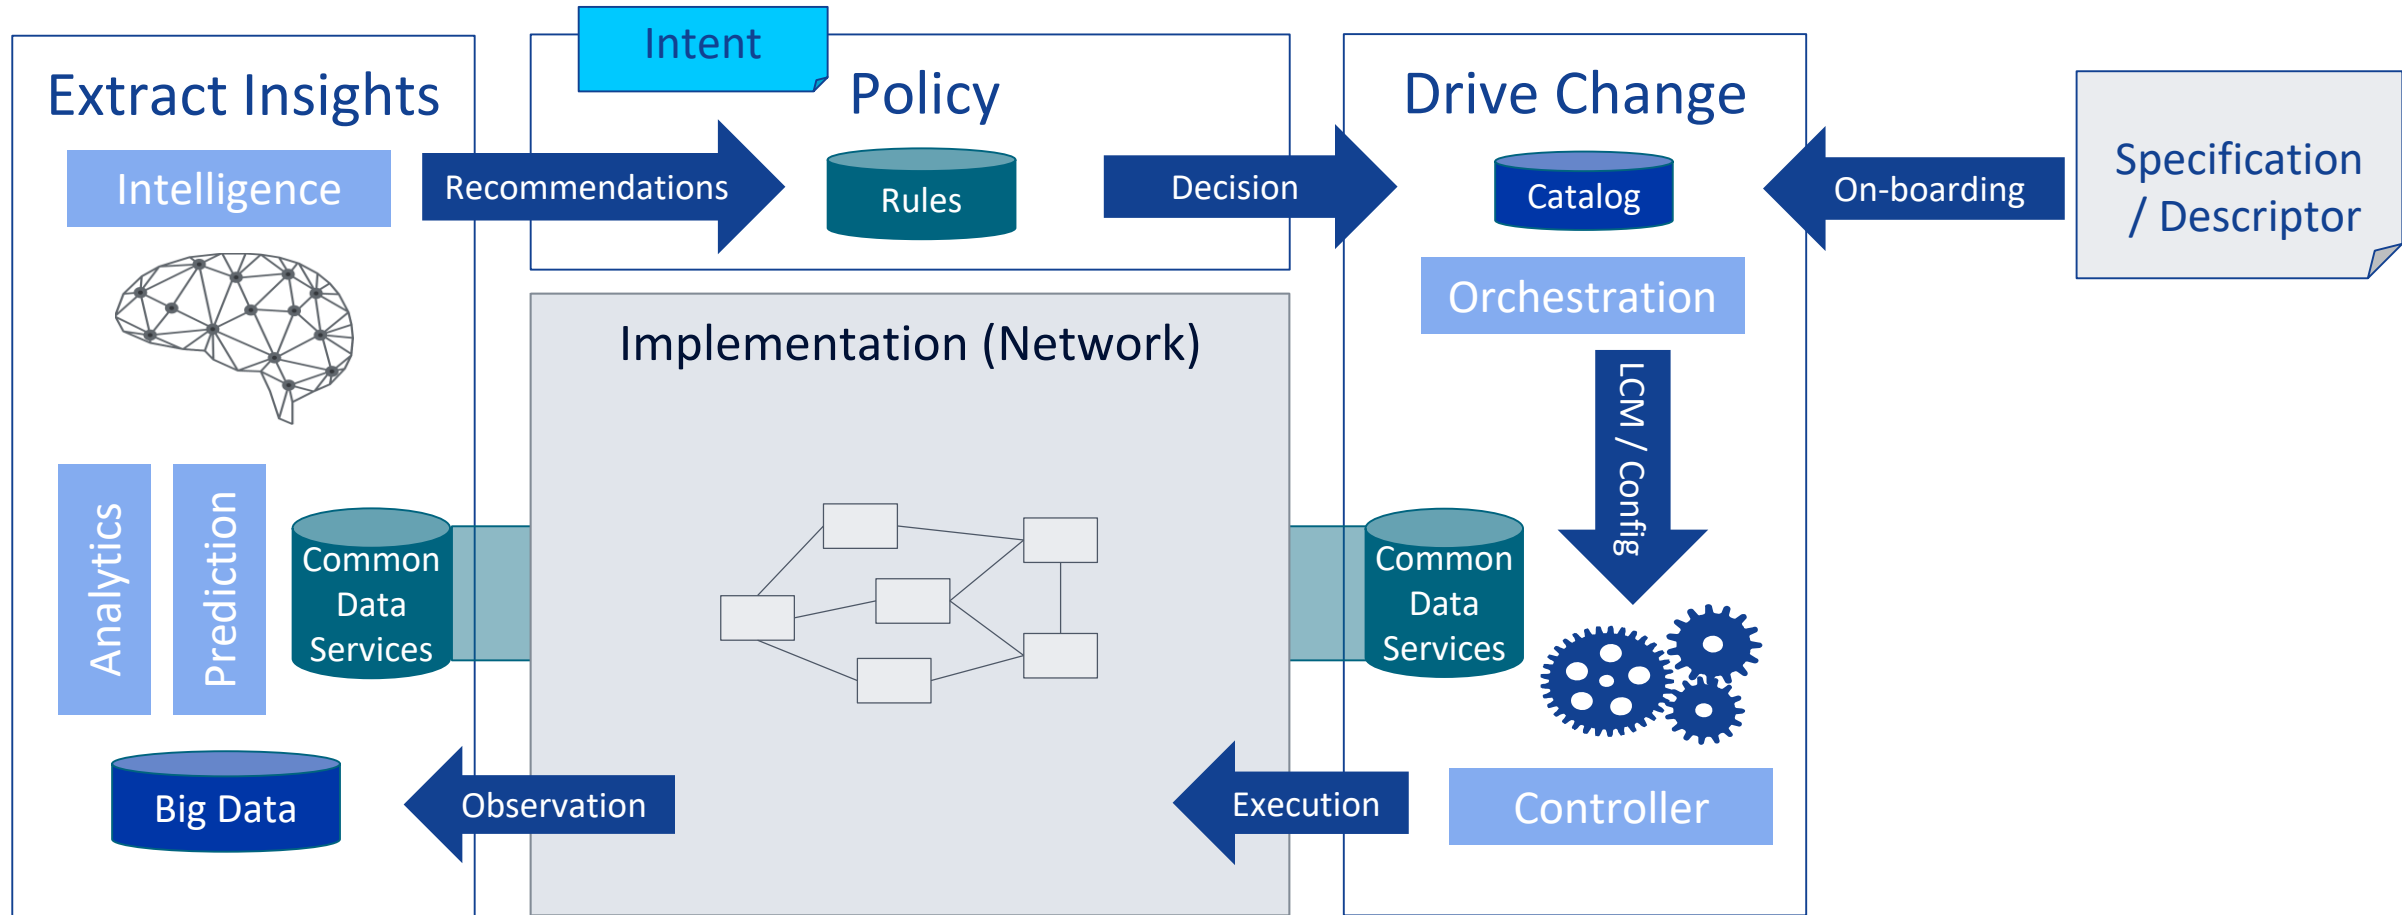 Intent
Extract Insights
Policy
Drive Change
Intelligence
Recommendations
Rules
Decision
Catalog
On-boarding
Specification
/ Descriptor
Orchestration
Implementation (Network)
LCM / Config
Analytics
Prediction
Common
Data
Services
Common
Data
Services
Big Data
Observation
Execution
Controller